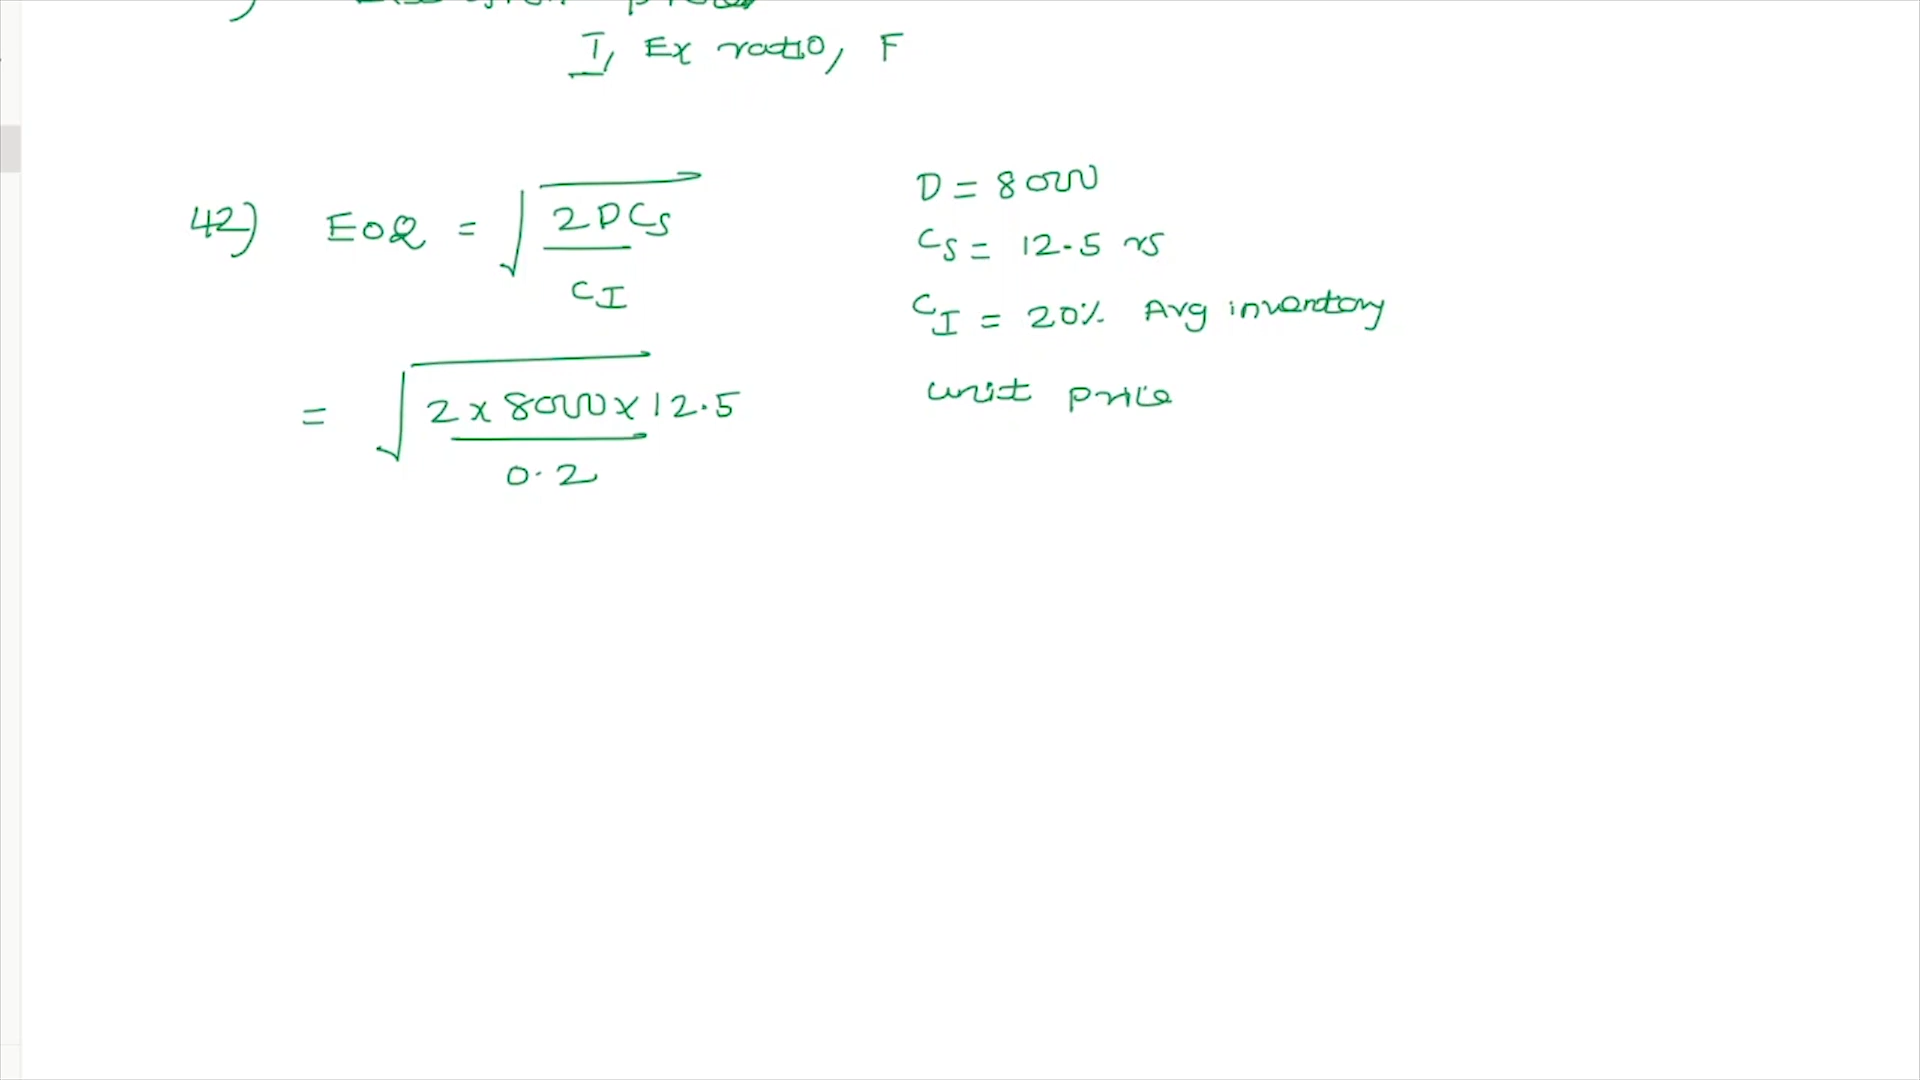 I, Ex ratio, F
42) EOQ = √(2DCs / CI)
D = 8000
Cs = 12.5 rs
CI = 20% Avg inventory
= √(2 x 8000 x 12.5 / 0.2)
unit price